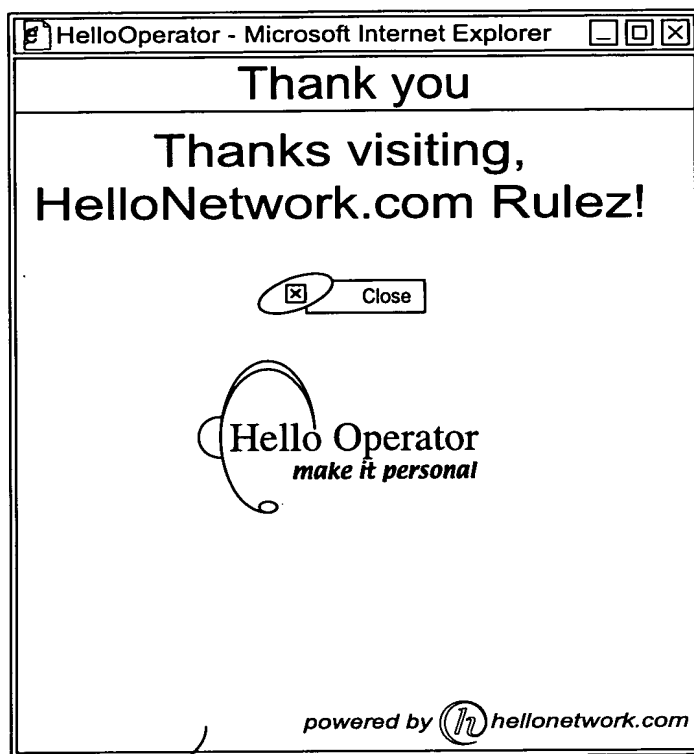 HelloOperator - Microsoft Internet Explorer
Thank you
Thanks visiting,
HelloNetwork.com Rulez!
Close
Hello Operator
make it personal
powered by h hellonetwork.com